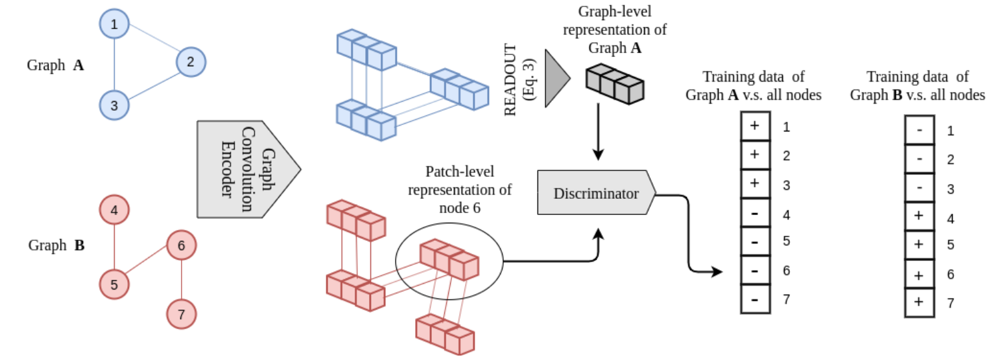 1
2
3
Graph A
Graph
Convolution
Encoder
4
5
6
7
Graph B
READOUT
(Eq. 3)
Graph-level
representation of
Graph A
Patch-level
representation of
node 6
Discriminator
Training data of
Graph A v.s. all nodes
+ 1
+ 2
+ 3
- 4
- 5
- 6
- 7
Training data of
Graph B v.s. all nodes
- 1
- 2
- 3
+ 4
+ 5
+ 6
+ 7